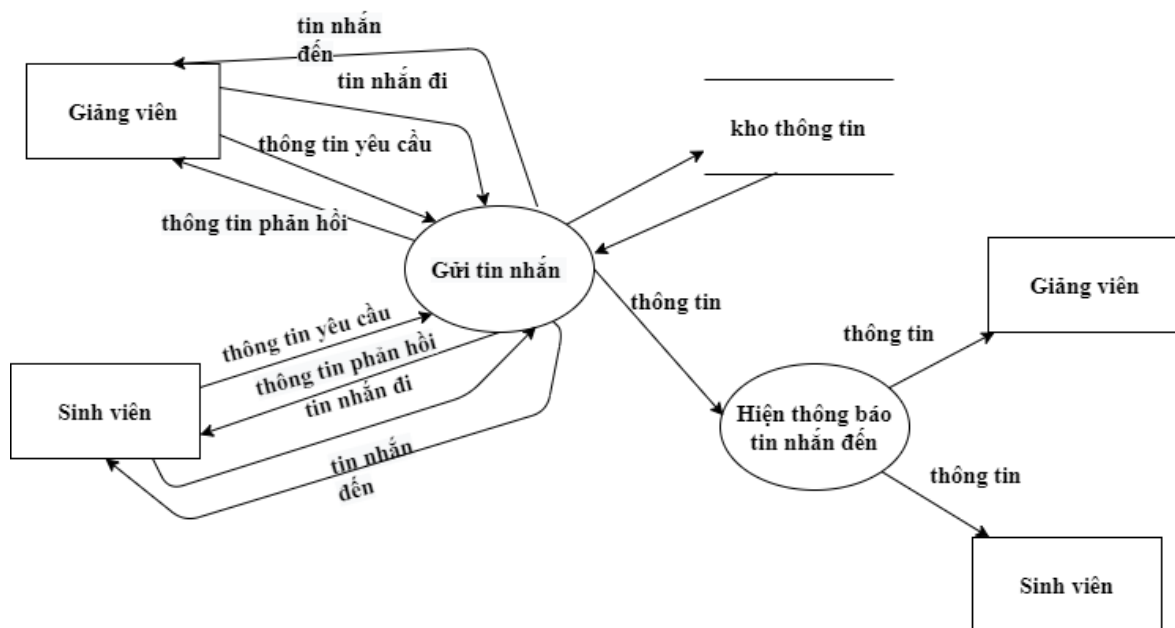 tin nhắn
đến
tin nhắn đi
Giảng viên
kho thông tin
thông tin yêu cầu
thông tin phản hồi
Gửi tin nhắn
Giảng viên
thông tin
thông tin
thông tin yêu cầu
thông tin phản hồi
tin nhắn đi
Sinh viên
Hiện thông báo
tin nhắn đến
tin nhắn
đến
thông tin
Sinh viên